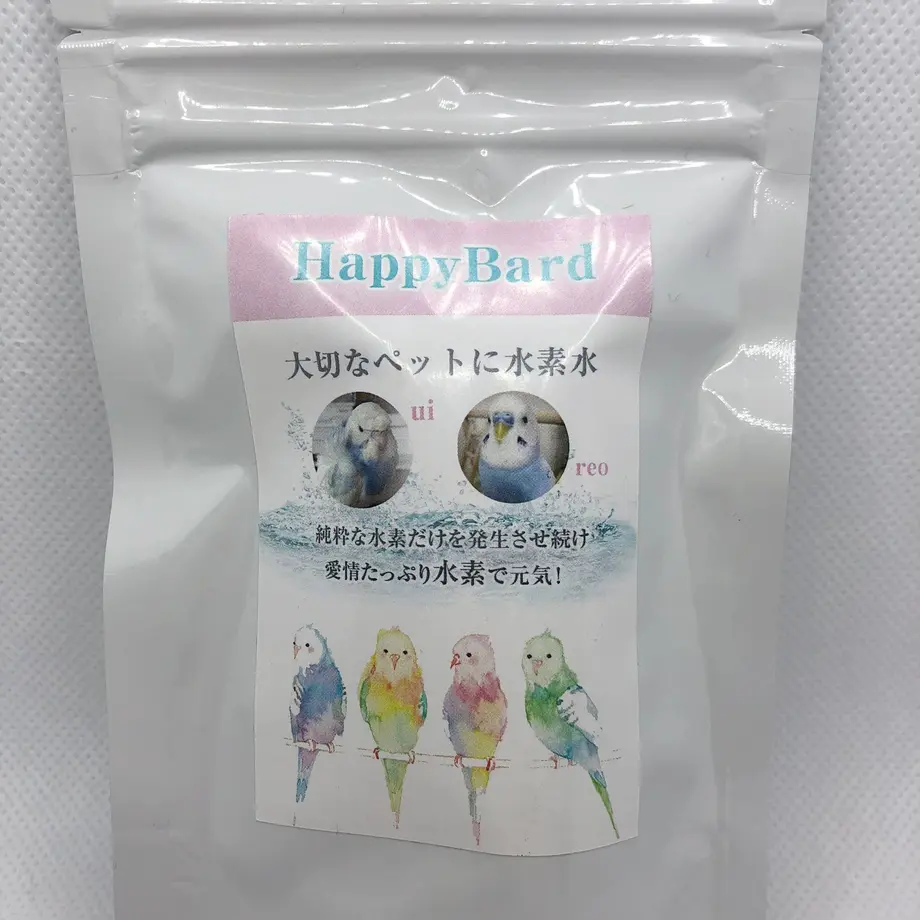 HappyBard
大切なペットに水素水
ui
reo
純粋な水素だけを発生させ続け
愛情たっぷり水素で元気!